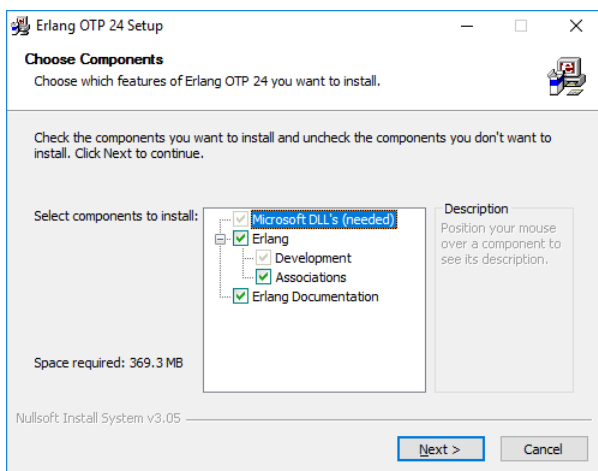 Erlang OTP 24 Setup
Choose Components
Choose which features of Erlang OTP 24 you want to install.
Check the components you want to install and uncheck the components you don't want to
install. Click Next to continue.
Select components to install:
Microsoft DLL's (needed)
Erlang
Development
Associations
Erlang Documentation
Description
Position your mouse
over a component to
see its description.
Space required: 369.3 MB
Nullsoft Install System v3.05
Next >
Cancel